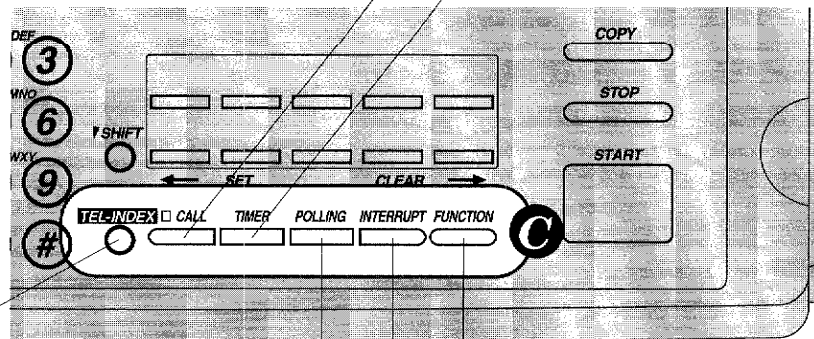 DEF
3
MNO
6
SHIFT
WXY
9
#
COPY
STOP
START
SET CLEAR
TEL-INDEX CALL TIMER POLLING INTERRUPT FUNCTION
C